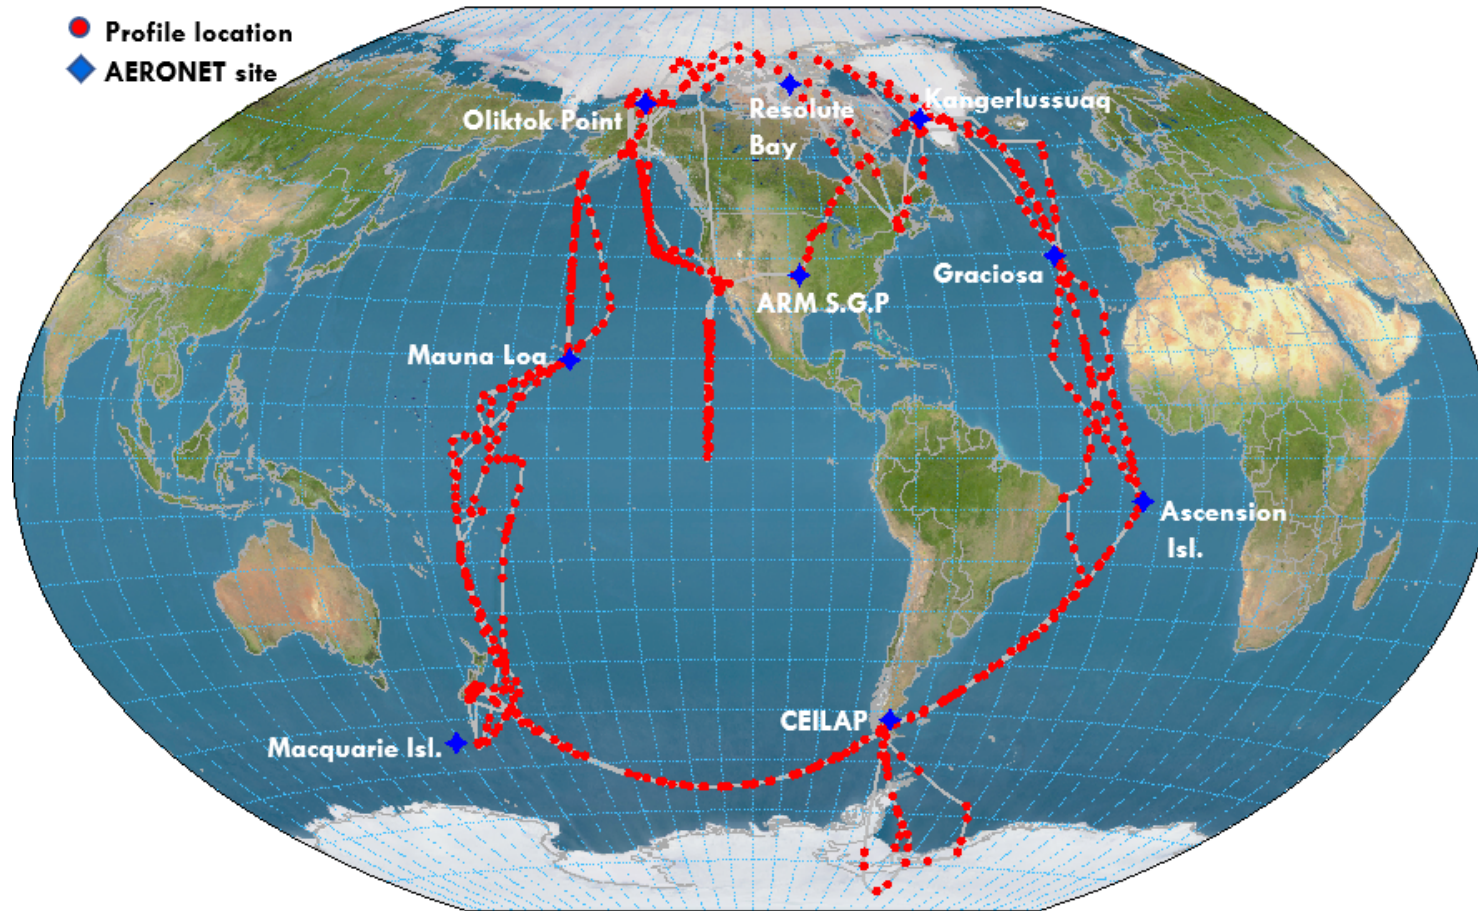 Profile location
AERONET site
Oliktok Point
Resolute
Bay
Kangerlussuaq
Graciosa
ARM S.G.P
Mauna Loa
Ascension
Isl.
CEILAP
Macquarie Isl.